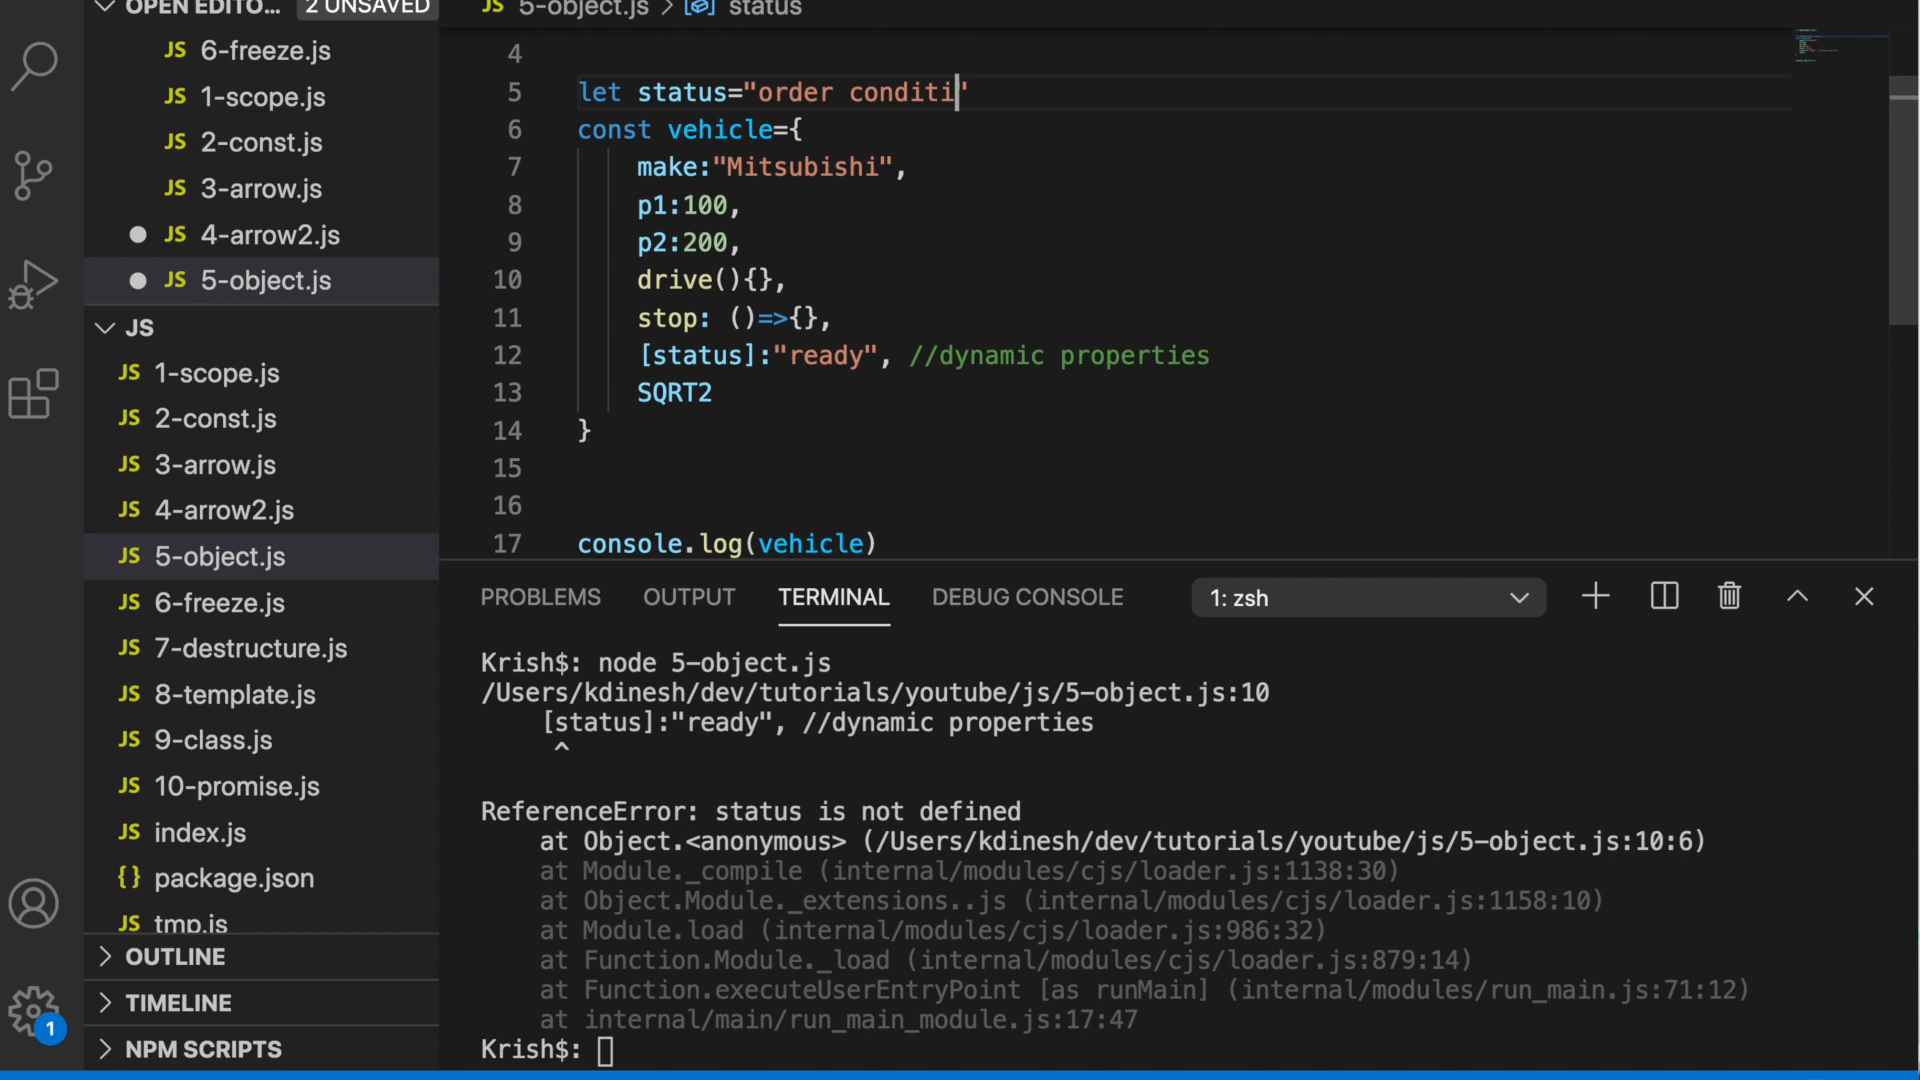 OPEN EDITO... 2 UNSAVED
JS 6-freeze.js
JS 1-scope.js
JS 2-const.js
JS 3-arrow.js
JS 4-arrow2.js
JS 5-object.js
JS
JS 1-scope.js
JS 2-const.js
JS 3-arrow.js
JS 4-arrow2.js
JS 5-object.js
JS 6-freeze.js
JS 7-destructure.js
JS 8-template.js
JS 9-class.js
JS 10-promise.js
JS index.js
{} package.json
JS tmp.js
OUTLINE
TIMELINE
NPM SCRIPTS
1
JS 5-object.js > status
4
5 let status="order conditi"
6 const vehicle={
7 make:"Mitsubishi",
8 p1:100,
9 p2:200,
10 drive(){},
11 stop: ()=>{},
12 [status]:"ready", //dynamic properties
13 SQRT2
14 }
15
16
17 console.log(vehicle)
PROBLEMS OUTPUT TERMINAL DEBUG CONSOLE 1: zsh
Krish$: node 5-object.js
/Users/kdinesh/dev/tutorials/youtube/js/5-object.js:10
[status]:"ready", //dynamic properties
^
ReferenceError: status is not defined
at Object.<anonymous> (/Users/kdinesh/dev/tutorials/youtube/js/5-object.js:10:6)
at Module._compile (internal/modules/cjs/loader.js:1138:30)
at Object.Module._extensions..js (internal/modules/cjs/loader.js:1158:10)
at Module.load (internal/modules/cjs/loader.js:986:32)
at Function.Module._load (internal/modules/cjs/loader.js:879:14)
at Function.executeUserEntryPoint [as runMain] (internal/modules/run_main.js:71:12)
at internal/main/run_main_module.js:17:47
Krish$: